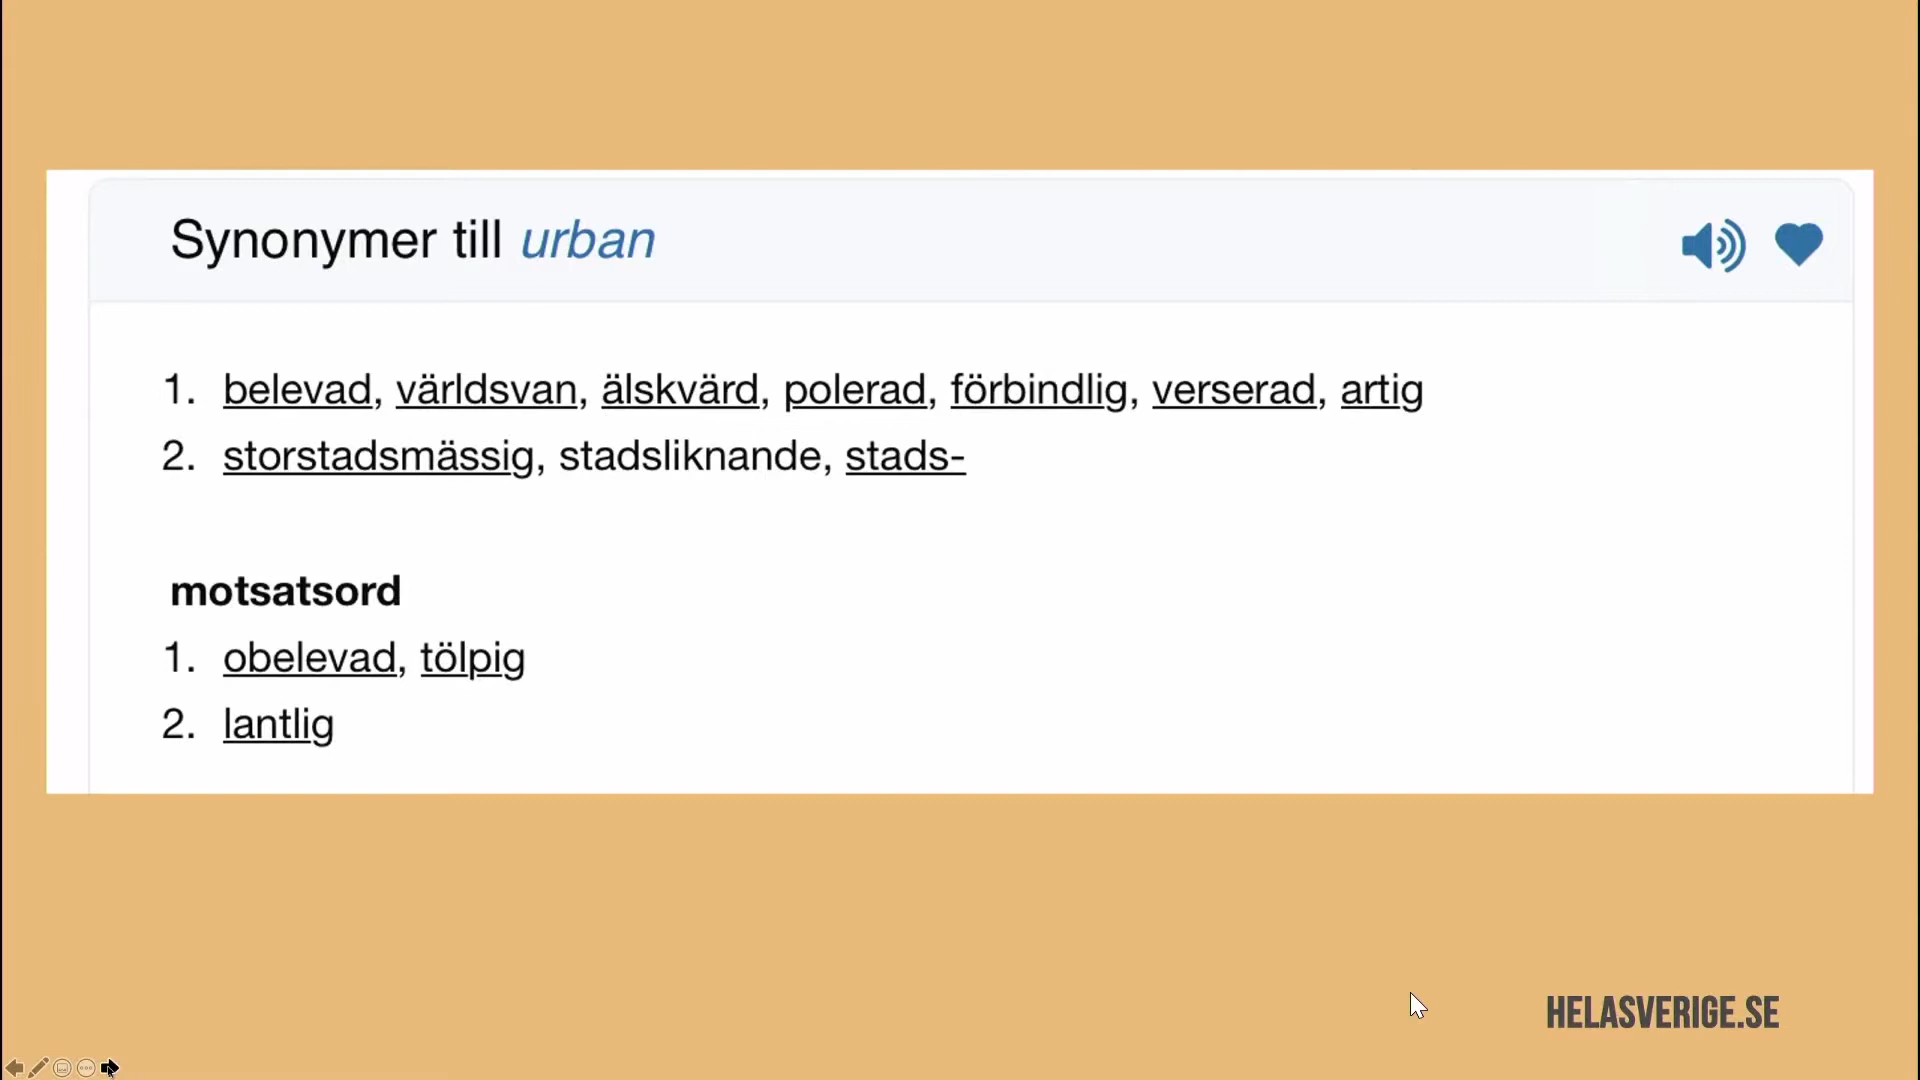 Synonymer till urban
1. belevad, världsvan, älskvärd, polerad, förbindlig, verserad, artig
2. storstadsmässig, stadsliknande, stads-
motsatsord
1. obelevad, tölpig
2. lantlig
HELASVERIGE.SE